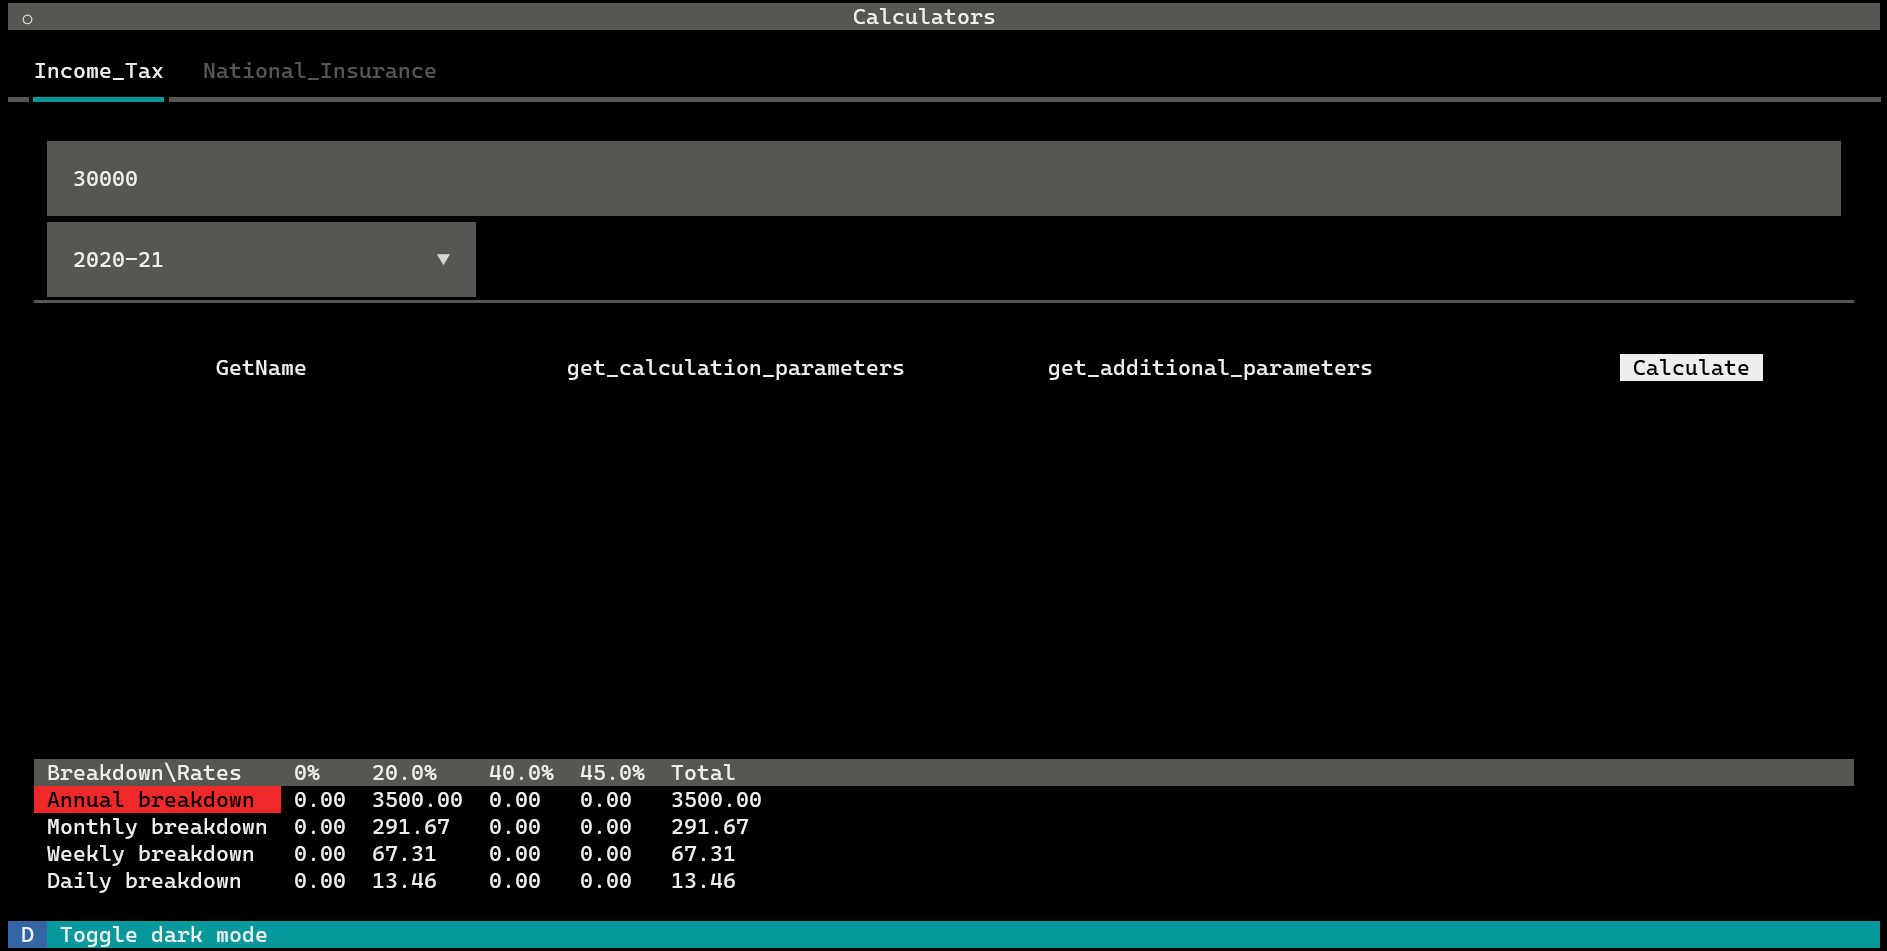 Calculators
Income_Tax National_Insurance
30000
2020-21 ▼
GetName get_calculation_parameters get_additional_parameters Calculate
Breakdown\Rates 0% 20.0% 40.0% 45.0% Total
Annual breakdown 0.00 3500.00 0.00 0.00 3500.00
Monthly breakdown 0.00 291.67 0.00 0.00 291.67
Weekly breakdown 0.00 67.31 0.00 0.00 67.31
Daily breakdown 0.00 13.46 0.00 0.00 13.46
D Toggle dark mode